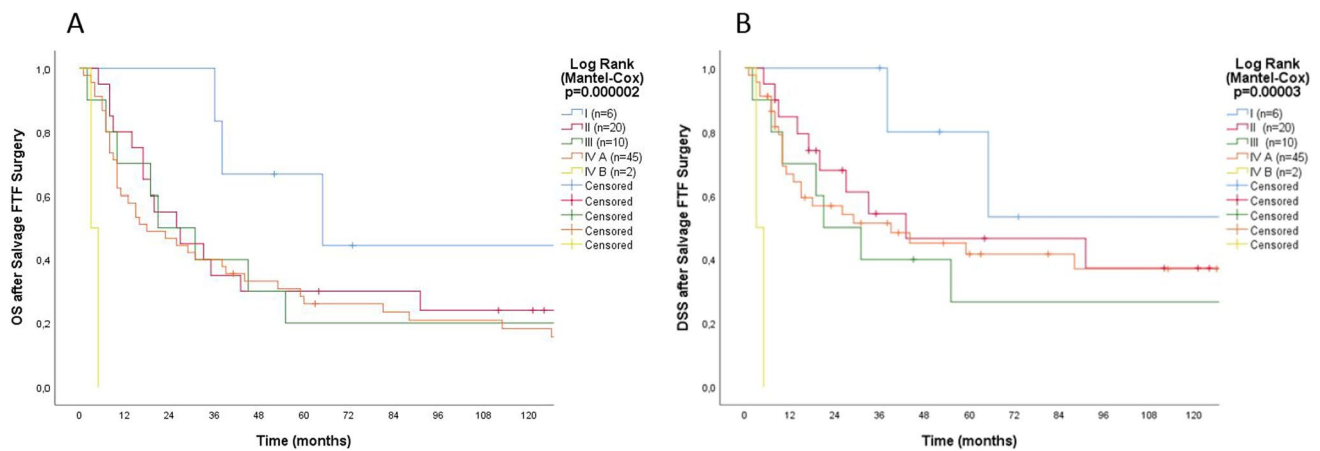 A
Log Rank
(Mantel-Cox)
p=0.000002
I (n=6)
II (n=20)
III (n=10)
IV A (n=45)
IV B (n=2)
Censored
Censored
Censored
Censored
Censored
OS after Salvage FTF Surgery
1,0
0,8
0,6
0,4
0,2
0,0
0 12 24 36 48 60 72 84 96 108 120
Time (months)
B
Log Rank
(Mantel-Cox)
p=0.00003
I (n=6)
II (n=20)
III (n=10)
IV A (n=45)
IV B (n=2)
Censored
Censored
Censored
Censored
Censored
DSS after Salvage FTF Surgery
1,0
0,8
0,6
0,4
0,2
0,0
0 12 24 36 48 60 72 84 96 108 120
Time (months)